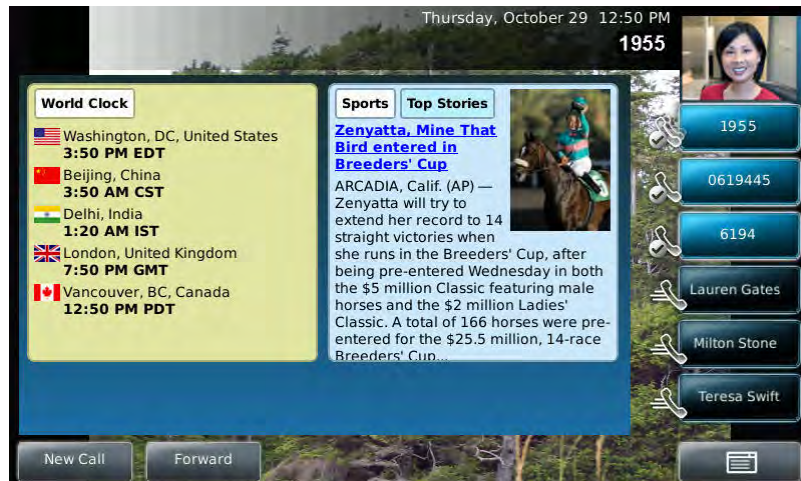 Thursday, October 29 12:50 PM
1955
World Clock
Washington, DC, United States
3:50 PM EDT
Beijing, China
3:50 AM CST
Delhi, India
1:20 AM IST
London, United Kingdom
7:50 PM GMT
Vancouver, BC, Canada
12:50 PM PDT
Sports
Top Stories
Zenyatta, Mine That
Bird entered in
Breeders' Cup
ARCADIA, Calif. (AP) —
Zenyatta will try to
extend her record to 14
straight victories when
she runs in the Breeders' Cup, after
being pre-entered Wednesday in both
the $5 million Classic featuring male
horses and the $2 million Ladies'
Classic. A total of 166 horses were pre-
entered for the $25.5 million, 14-race
Breeders' Cup...
1955
0619445
6194
Lauren Gates
Milton Stone
Teresa Swift
New Call
Forward